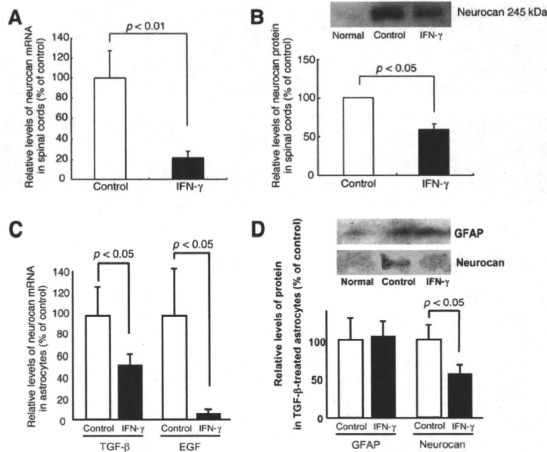 A
Relative levels of neurocan mRNA
in spinal cords (% of control)
140
120
100
80
60
40
20
0
p < 0.01
Control IFN-γ
B
Neurocan 245 kDa
Normal Control IFN-γ
Relative levels of neurocan protein
in spinal cords (% of control)
150
100
50
p < 0.05
Control IFN-γ
C
Relative levels of neurocan mRNA
in astrocytes (% of control)
140
120
100
80
60
40
20
0
p < 0.05
p < 0.05
Control IFN-γ Control IFN-γ
TGF-β EGF
D
GFAP
Neurocan
Normal Control IFN-γ
Relative levels of protein
in TGF-β-treated astrocytes (% of control)
100
50
p < 0.05
Control IFN-γ Control IFN-γ
GFAP Neurocan